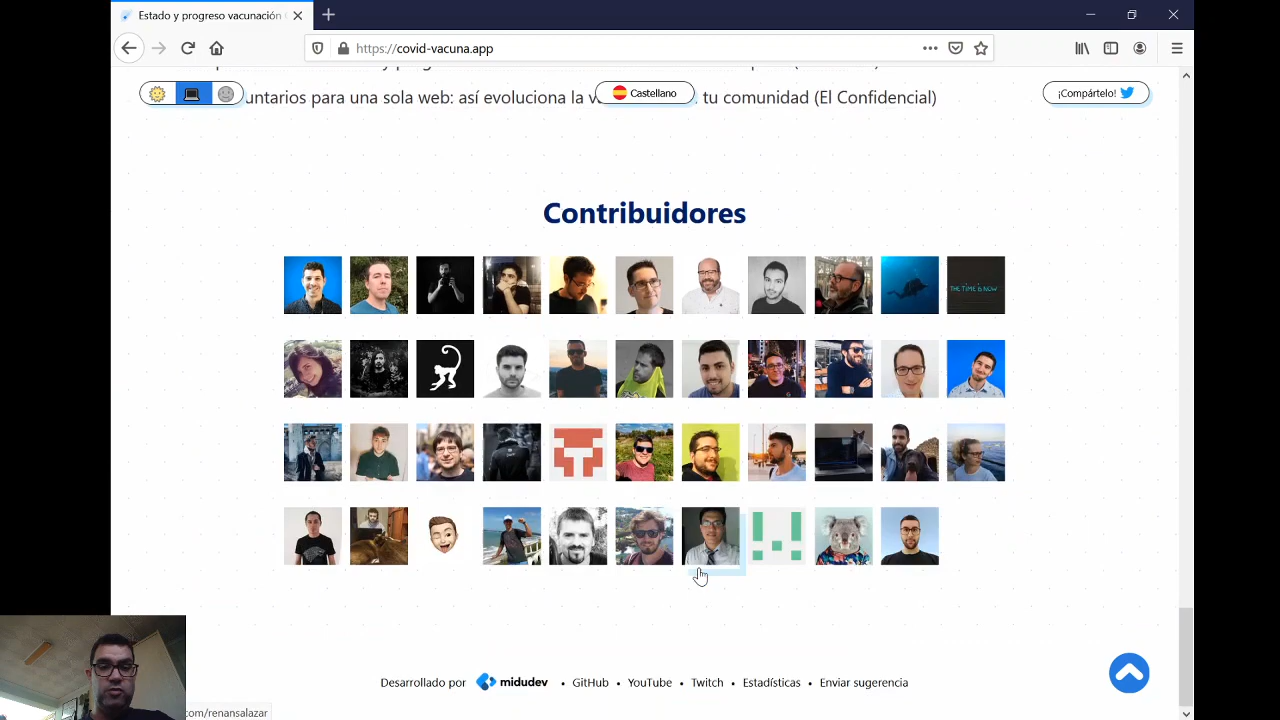 Estado y progreso vacunación
https://covid-vacuna.app
untarios para una sola web: así evoluciona la v
tu comunidad (El Confidencial)
Castellano
¡Compártelo!
Contribuidores
THE TIME IS NOW
Desarrollado por midudev • GitHub • YouTube • Twitch • Estadísticas • Enviar sugerencia
com/renansalazar